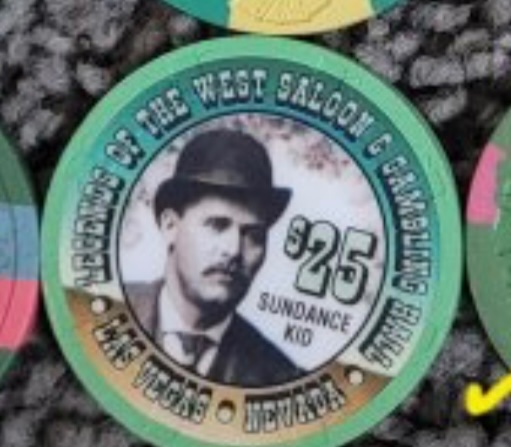 LEGENDS OF THE WEST SALOON & GAMBLING HALL
$25
SUNDANCE
KID
LAS VEGAS • NEVADA